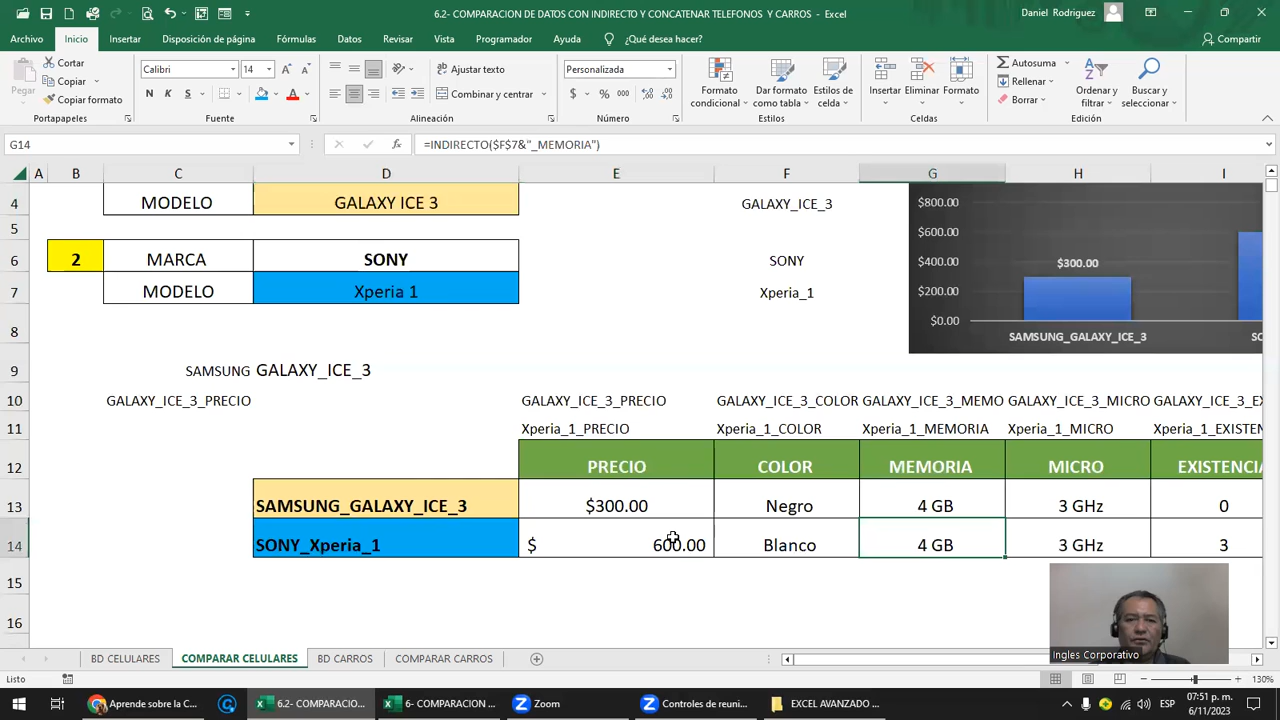 6.2- COMPARACION DE DATOS CON INDIRECTO Y CONCATENAR TELEFONOS Y CARROS - Excel
Daniel Rodriguez
Archivo Inicio Insertar Disposición de página Fórmulas Datos Revisar Vista Programador Ayuda ¿Qué desea hacer? Compartir
Pegar
Cortar
Copiar
Copiar formato
Portapapeles
Calibri 14
N K S
Fuente
Ajustar texto
Combinar y centrar
Alineación
Personalizada
$ % 000
Número
Formato condicional
Dar formato como tabla
Estilos de celda
Estilos
Insertar Eliminar Formato
Celdas
Autosuma
Rellenar
Borrar
Ordenar y filtrar
Buscar y seleccionar
Edición
G14 fx =INDIRECTO($F$7&"_MEMORIA")
A B C D E F G H I
4 MODELO GALAXY ICE 3 GALAXY_ICE_3
5
6 2 MARCA SONY SONY
7 MODELO Xperia 1 Xperia_1
8
9 SAMSUNG GALAXY_ICE_3
10 GALAXY_ICE_3_PRECIO GALAXY_ICE_3_PRECIO GALAXY_ICE_3_COLOR GALAXY_ICE_3_MEMO GALAXY_ICE_3_MICRO GALAXY_ICE_3_E
11 Xperia_1_PRECIO Xperia_1_COLOR Xperia_1_MEMORIA Xperia_1_MICRO Xperia_1_EXISTEN
12 PRECIO COLOR MEMORIA MICRO EXISTENCIA
13 SAMSUNG_GALAXY_ICE_3 $300.00 Negro 4 GB 3 GHz 0
14 SONY_Xperia_1 $ 600.00 Blanco 4 GB 3 GHz 3
15
16
$800.00
$600.00
$400.00
$200.00
$0.00
$300.00
SAMSUNG_GALAXY_ICE_3
Ingles Corporativo
BD CELULARES COMPARAR CELULARES BD CARROS COMPARAR CARROS
Listo
130%
Aprende sobre la C...
6.2- COMPARACIO...
6- COMPARACION ...
Zoom
Controles de reuni...
EXCEL AVANZADO ...
ESP
07:51 p. m.
6/11/2023